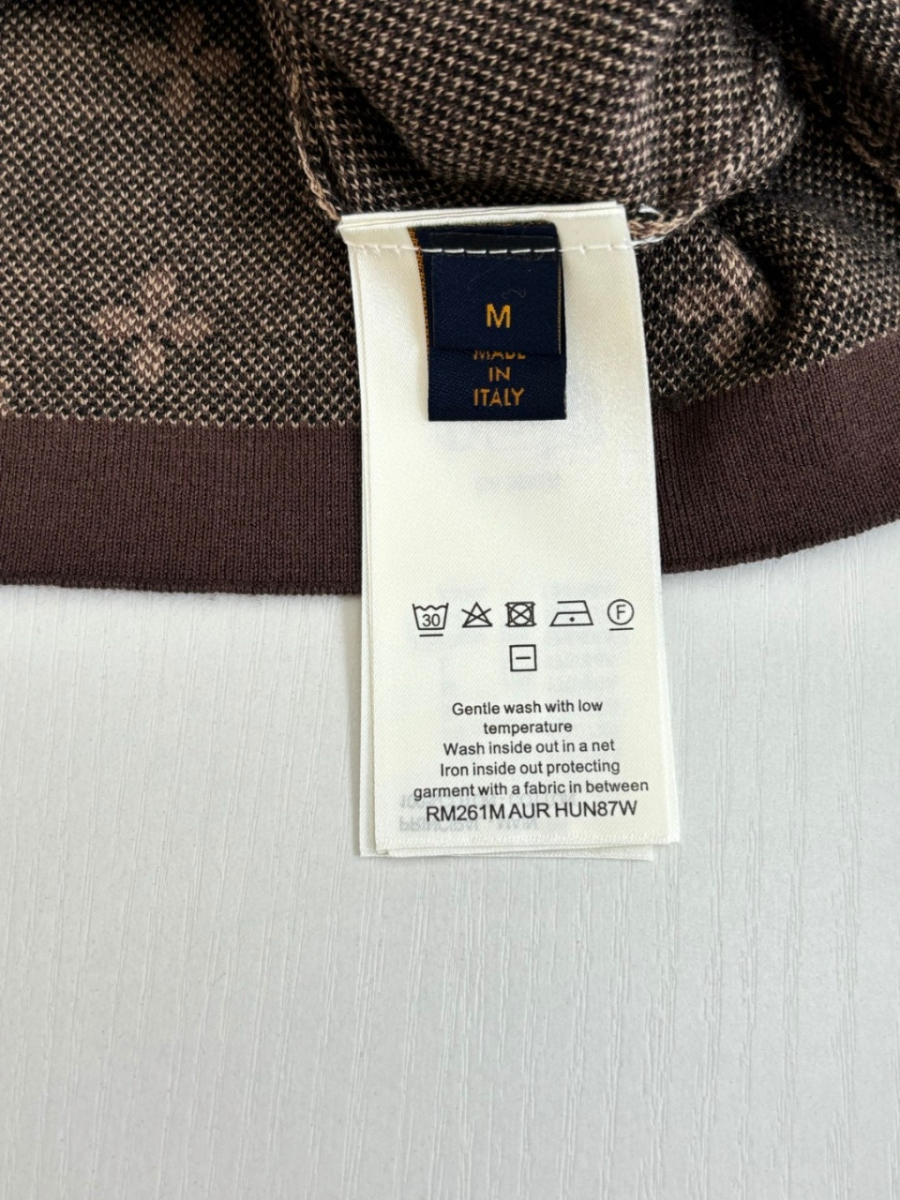 M
MADE
IN
ITALY
30
F
Gentle wash with low
temperature
Wash inside out in a net
Iron inside out protecting
garment with a fabric in between
RM261M AUR HUN87W